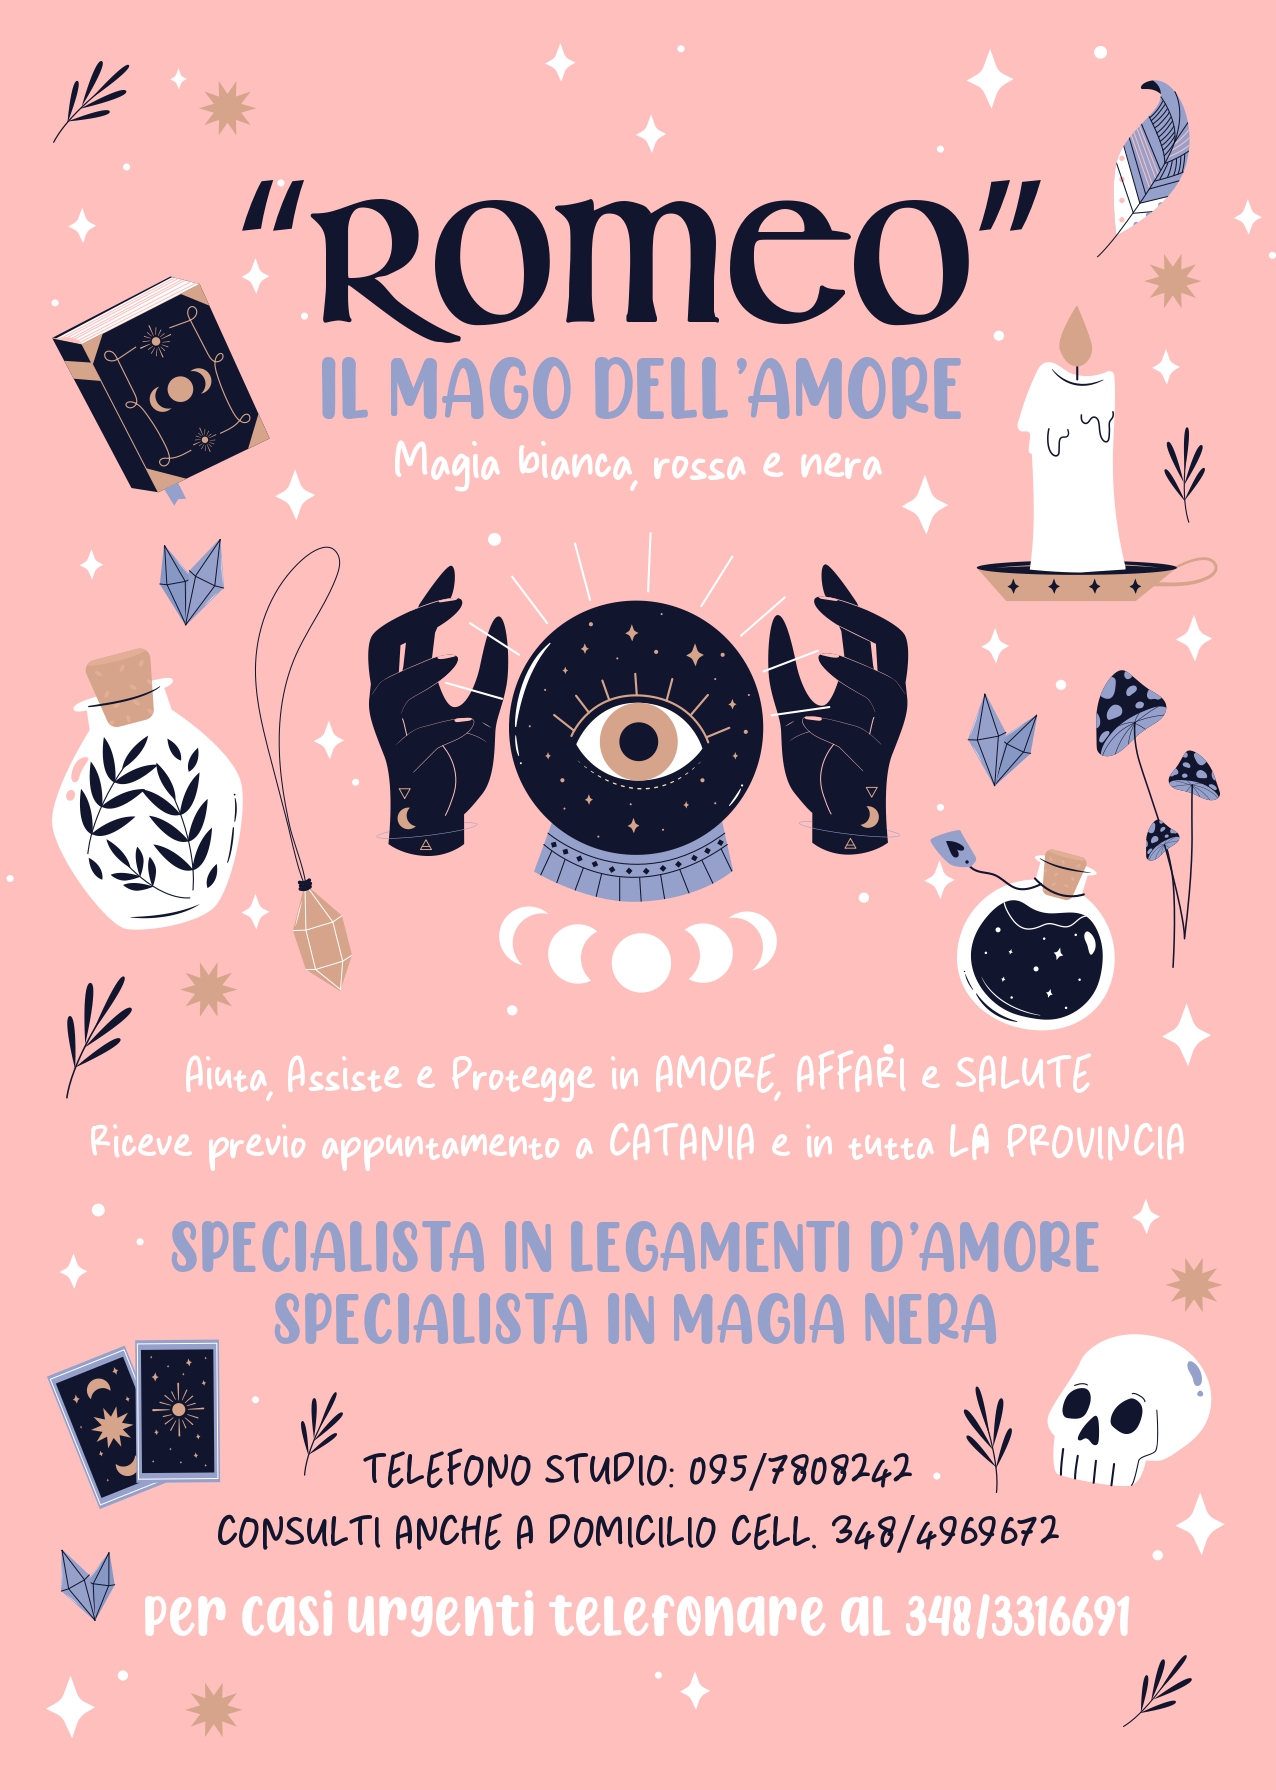 “Romeo”
IL MAGO DELL’AMORE
Magia bianca, rossa e nera
Aiuta, Assiste e Protegge in AMORE, AFFARI e SALUTE
Riceve previo appuntamento a CATANIA e in tutta LA PROVINCIA
SPECIALISTA IN LEGAMENTI D’AMORE
SPECIALISTA IN MAGIA NERA
TELEFONO STUDIO: 095/7808242
CONSULTI ANCHE A DOMICILIO CELL. 348/4969672
per casi urgenti telefonare al 348/3316691